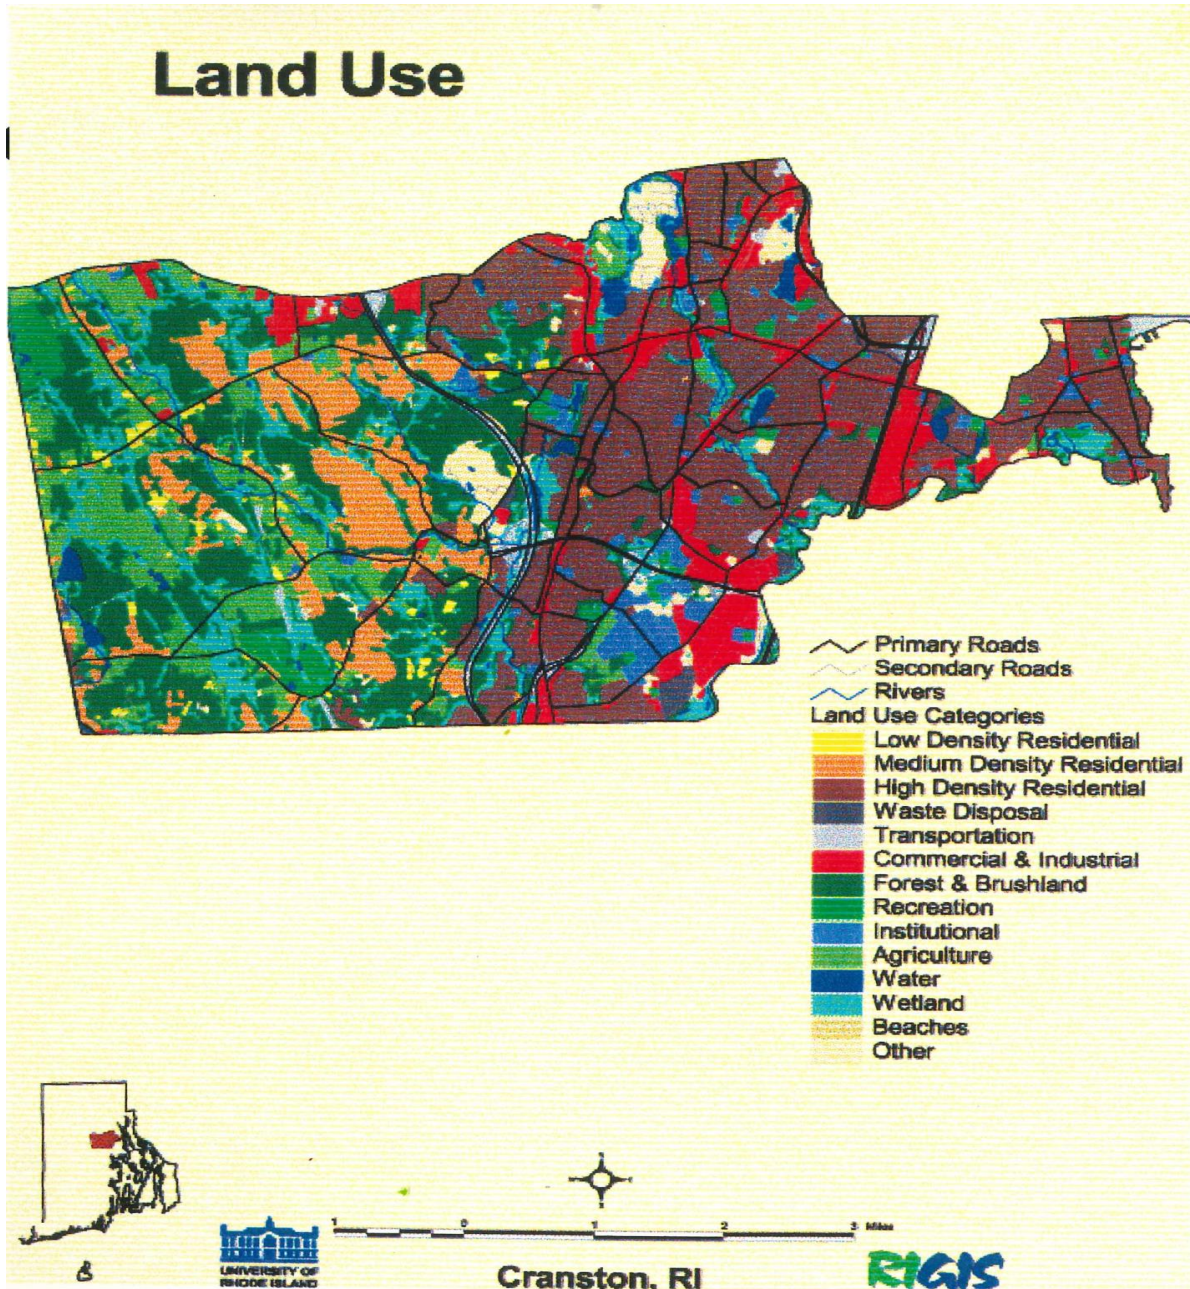 Land Use
Primary Roads
Secondary Roads
Rivers
Land Use Categories
Low Density Residential
Medium Density Residential
High Density Residential
Waste Disposal
Transportation
Commercial & Industrial
Forest & Brushland
Recreation
Institutional
Agriculture
Water
Wetland
Beaches
Other
1 0 1 2 3 Miles
UNIVERSITY OF
RHODE ISLAND
Cranston, RI
RIGIS
8